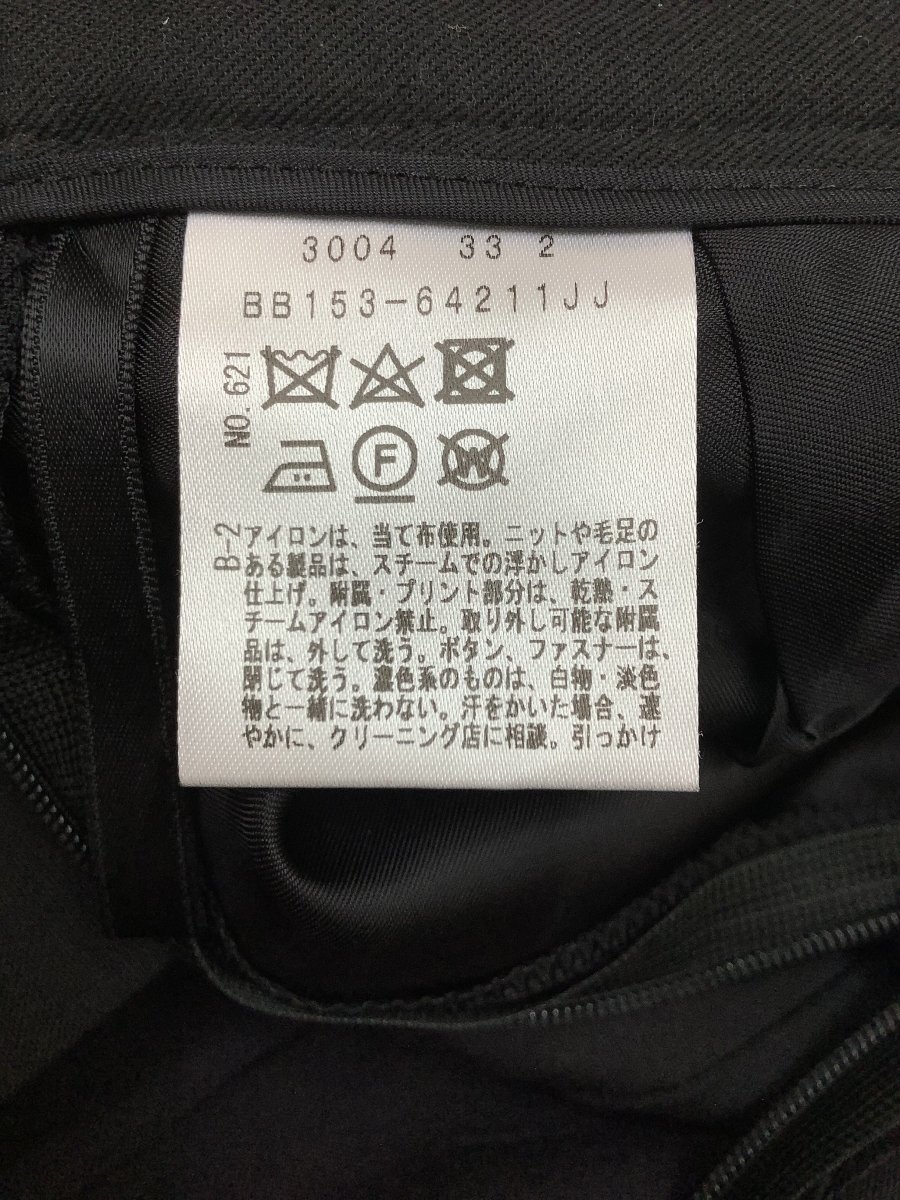 3004 33 2
BB153-64211JJ
NO. 621
F
W
B-2
アイロンは、当て布使用。ニットや毛足の
ある製品は、スチームでの浮かしアイロン
仕上げ。附属・プリント部分は、乾熱・ス
チームアイロン禁止。取り外し可能な附属
品は、外して洗う。ボタン、ファスナーは、
閉じて洗う。濃色系のものは、白物・淡色
物と一緒に洗わない。汗をかいた場合、速
やかに、クリーニング店に相談。引っかけ